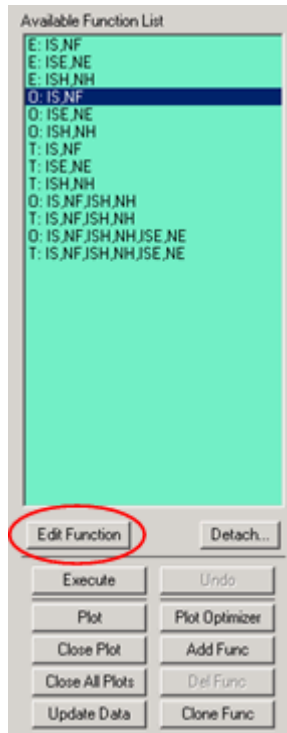 Available Function List
E: IS,NF
E: ISE,NE
E: ISH,NH
O: IS,NF
O: ISE,NE
O: ISH,NH
T: IS,NF
T: ISE,NE
T: ISH,NH
O: IS,NF,ISH,NH
T: IS,NF,ISH,NH
O: IS,NF,ISH,NH,ISE,NE
T: IS,NF,ISH,NH,ISE,NE
Edit Function Detach...
Execute Undo
Plot Plot Optimizer
Close Plot Add Func
Close All Plots Del Func
Update Data Clone Func